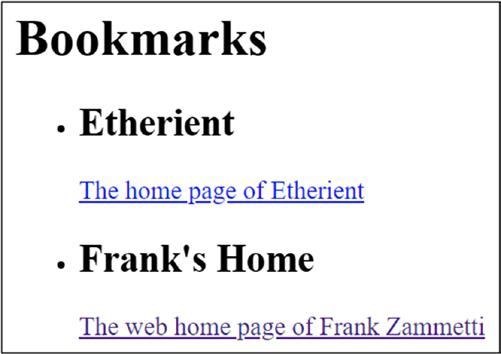 Bookmarks
Etherient
The home page of Etherient
Frank's Home
The web home page of Frank Zammetti